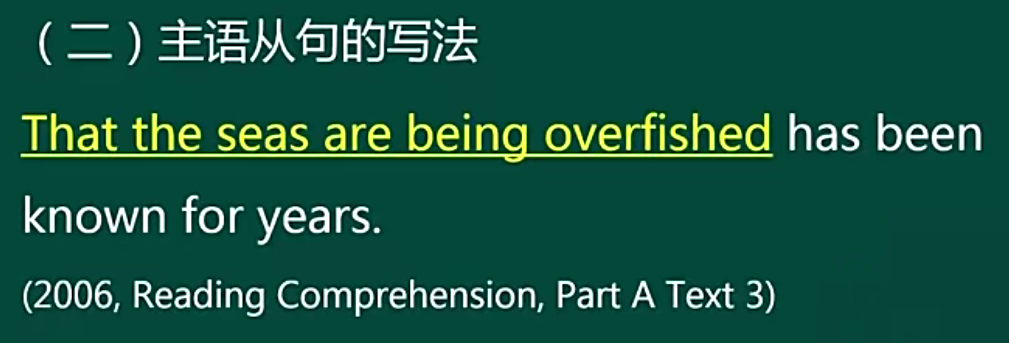 （二）主语从句的写法
That the seas are being overfished has been
known for years.
(2006, Reading Comprehension, Part A Text 3)